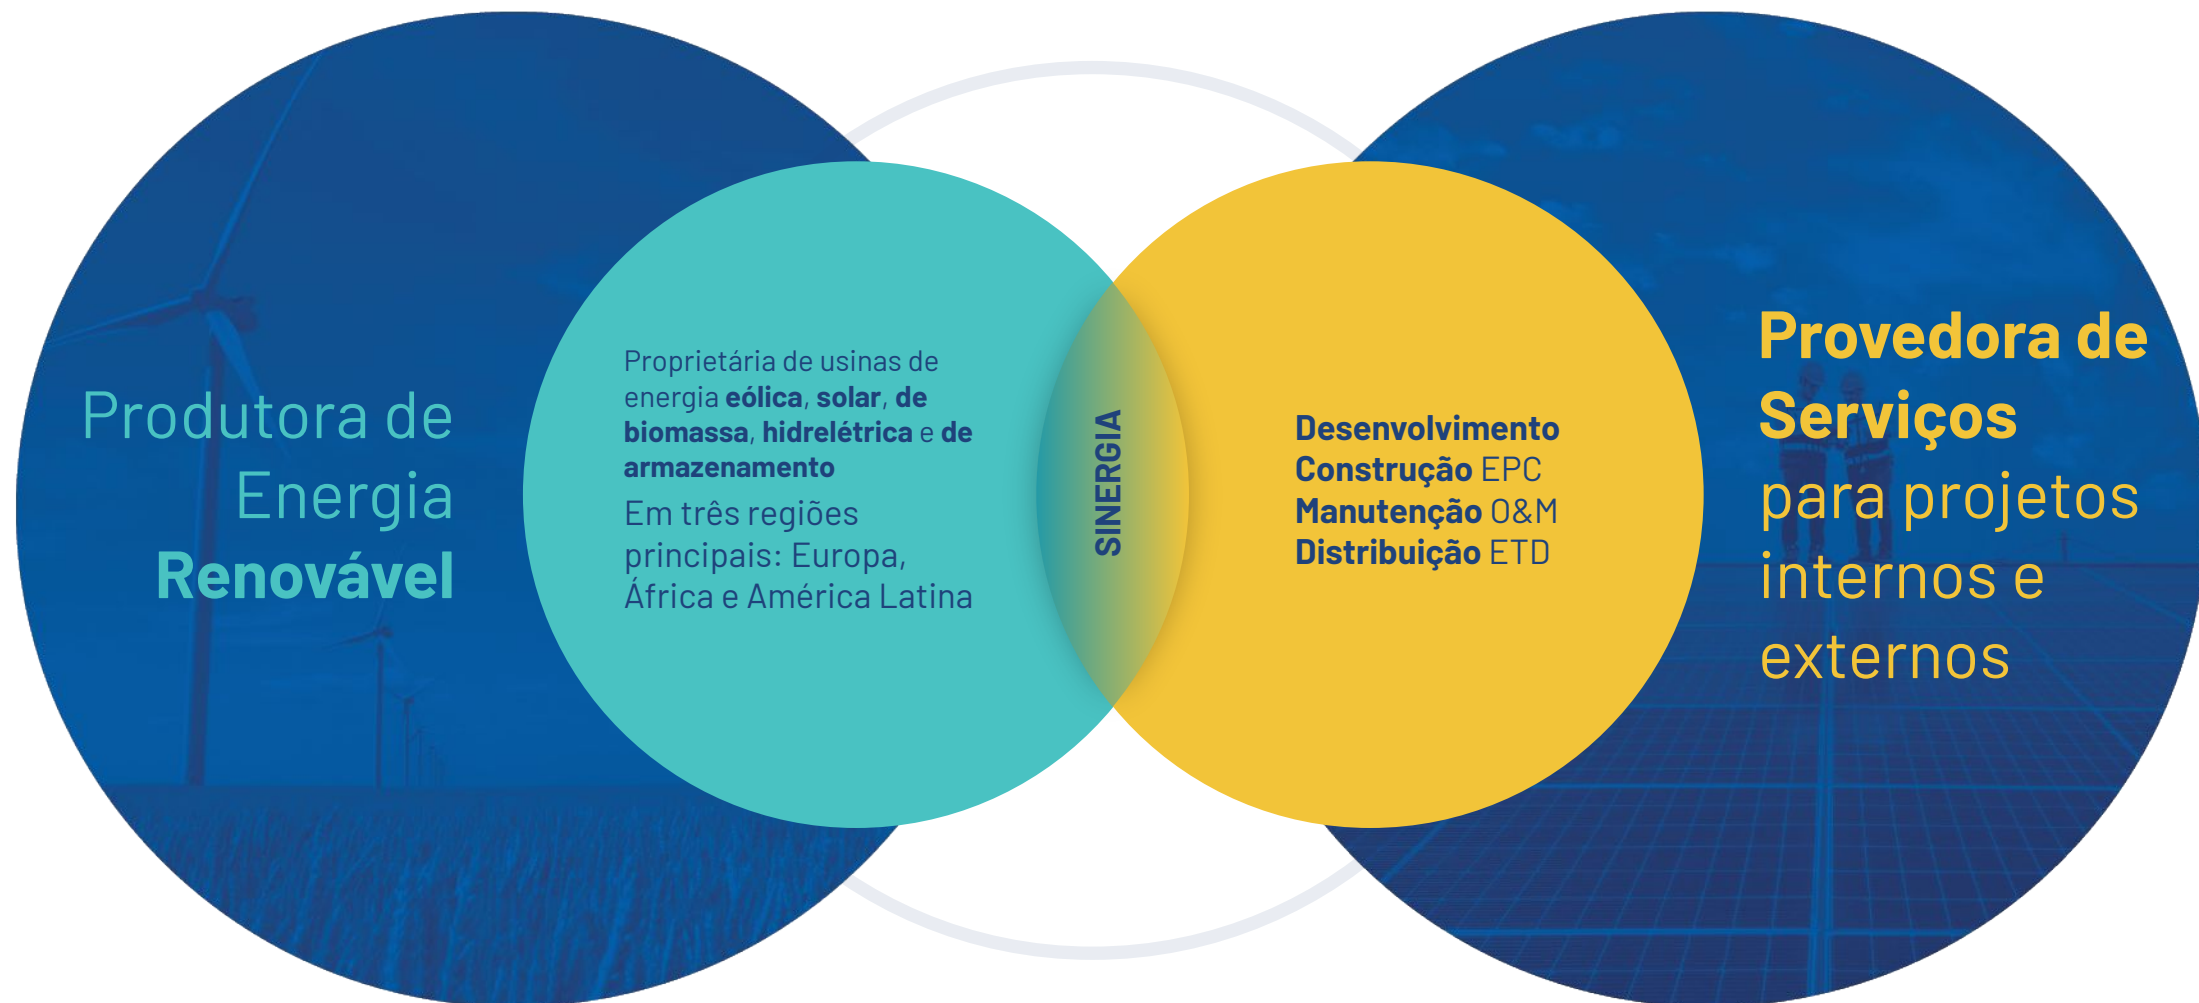 Produtora de
Energia
Renovável
Proprietária de usinas de
energia eólica, solar, de
biomassa, hidrelétrica e de
armazenamento
Em três regiões
principais: Europa,
África e América Latina
SINERGIA
Desenvolvimento
Construção EPC
Manutenção O&M
Distribuição ETD
Provedora de
Serviços
para projetos
internos e
externos